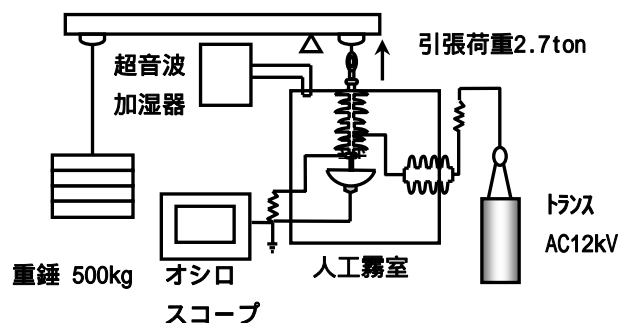 引張荷重2.7ton
超音波
加湿器
トランス
AC12kV
重錘 500kg
オシロ
スコープ
人工霧室